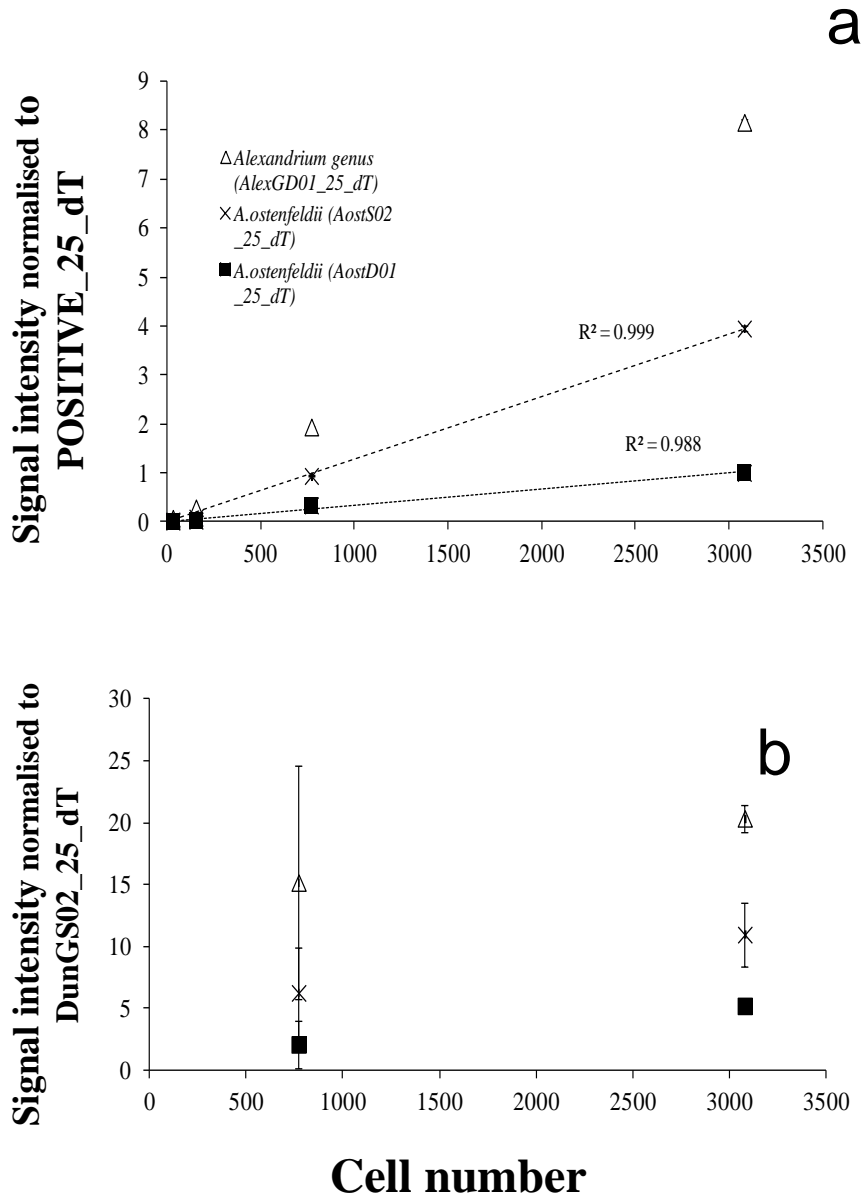 a
Signal intensity normalised to
POSITIVE_25_dT
9
8
7
6
5
4
3
2
1
0
Alexandrium genus
(AlexGD01_25_dT)
A.ostenfeldii (AostS02
_25_dT)
A.ostenfeldii (AostD01
_25_dT)
R² = 0.999
R² = 0.988
0 500 1000 1500 2000 2500 3000 3500
b
Signal intensity normalised to
DunGS02_25_dT
30
25
20
15
10
5
0
0 500 1000 1500 2000 2500 3000 3500
Cell number